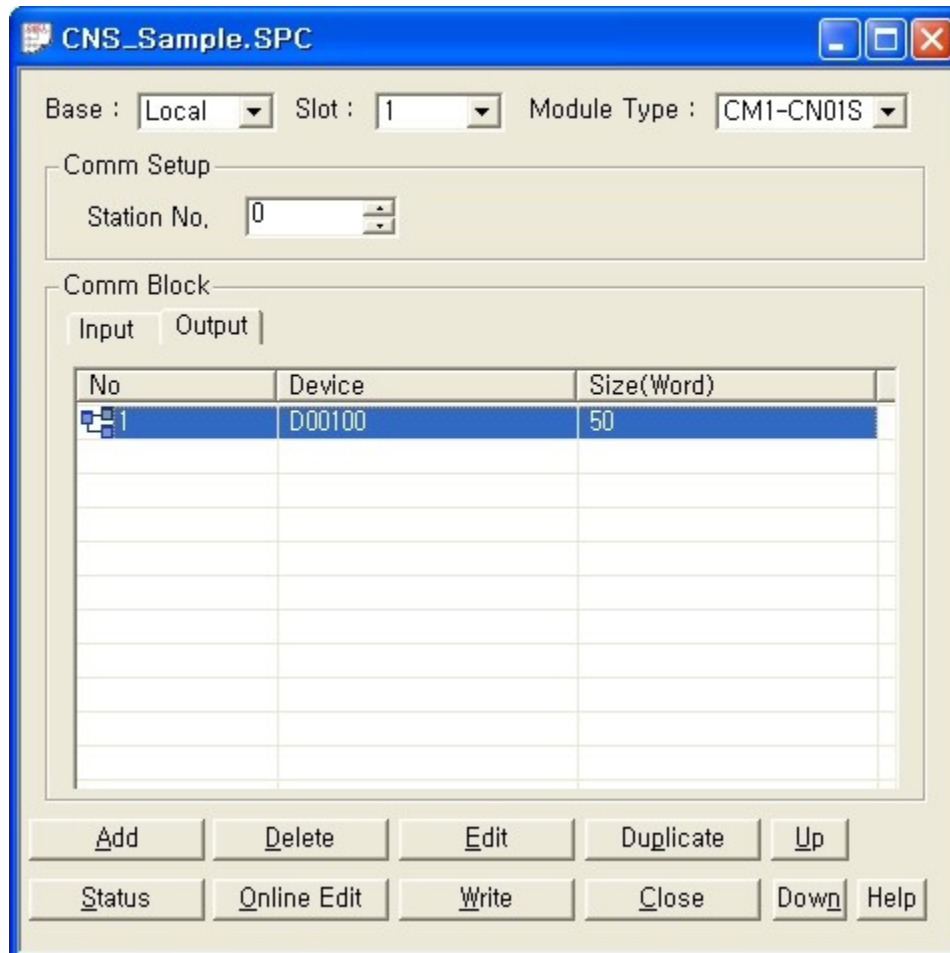 CNS_Sample.SPC
Base : Local Slot : 1 Module Type : CM1-CN01S
Comm Setup
Station No, 0
Comm Block
Input Output
No Device Size(Word)
1 D00100 50
Add Delete Edit Duplicate Up
Status Online Edit Write Close Down Help